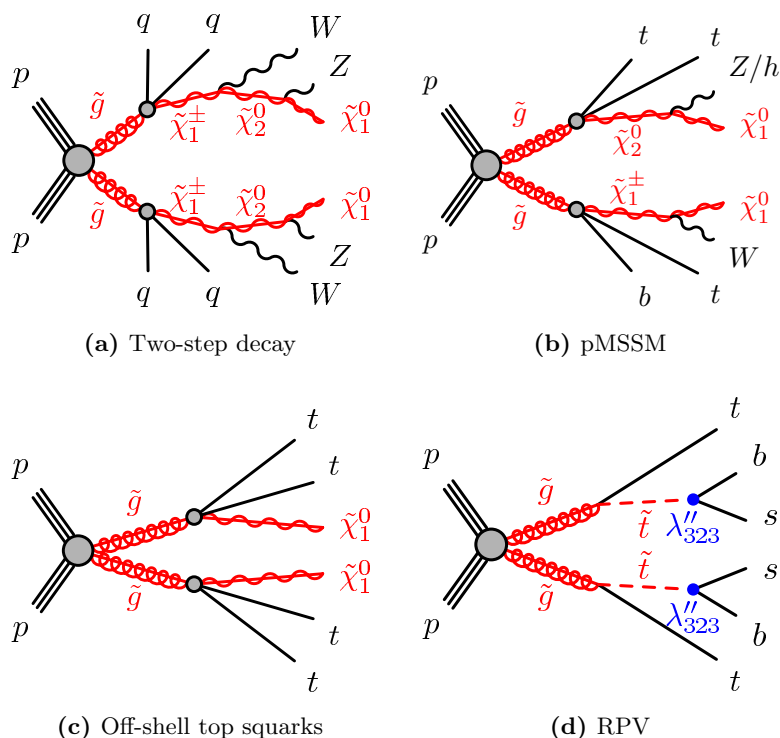 q q W
p Z
g̃ χ̃₁± χ̃₂⁰ χ̃₁⁰
g̃ χ̃₁± χ̃₂⁰ χ̃₁⁰
p Z
q q W
(a) Two-step decay
t t
p Z/h
g̃ χ̃₂⁰ χ̃₁⁰
g̃ χ̃₁± χ̃₁⁰
p W
b t
(b) pMSSM
t
p t
g̃ χ̃₁⁰
g̃ χ̃₁⁰
p t
t
(c) Off-shell top squarks
t
p b
g̃ t̃ λ″₃₂₃ s
g̃ t̃ λ″₃₂₃ s
p b
t
(d) RPV